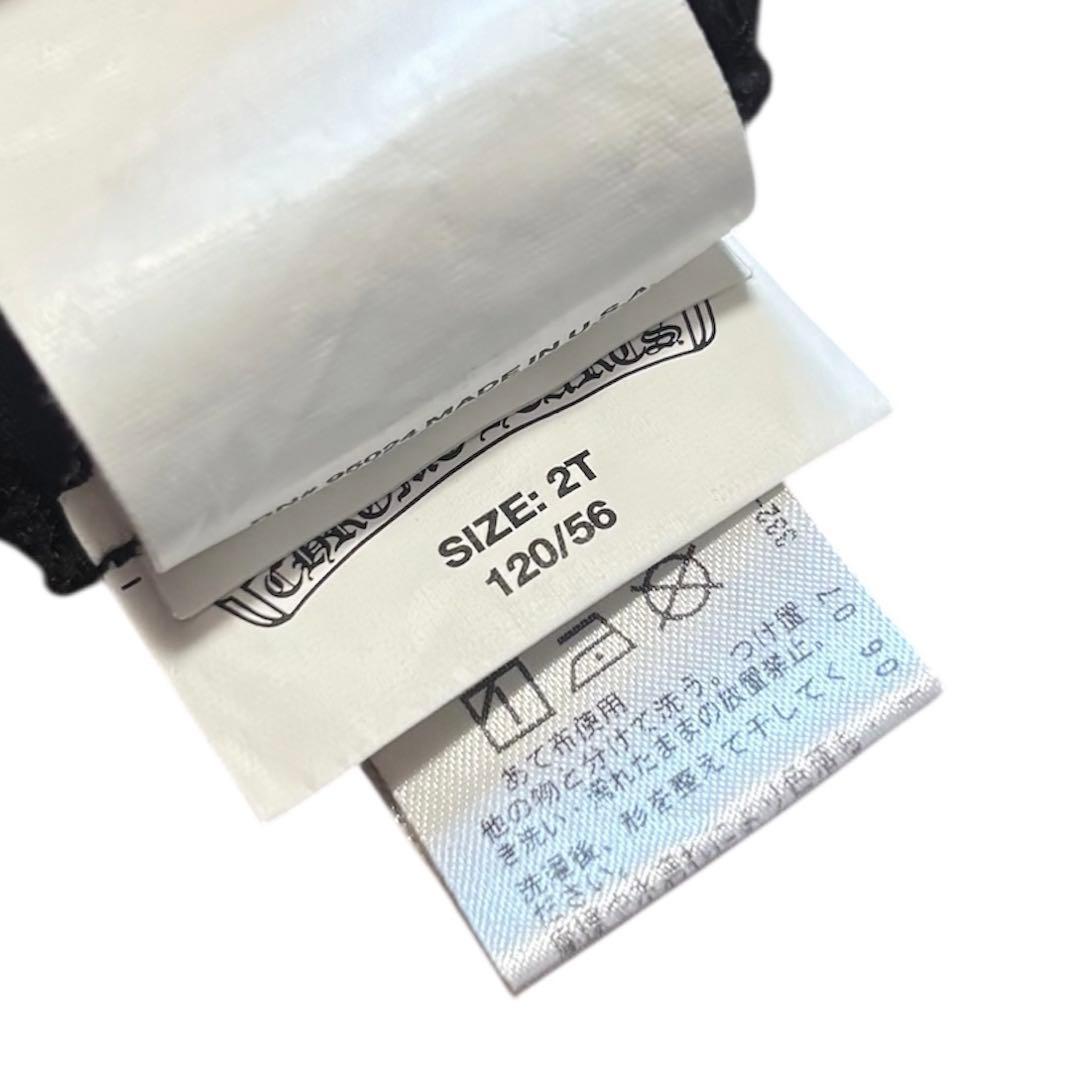 MADE IN U.S.A
CHROME HEARTS
SIZE: 2T
120/56
あて布使用
他の物と分けて洗う。つけ置
き洗い・濡れたままの放置禁止。
洗濯後、形を整えて干してく
ださい。